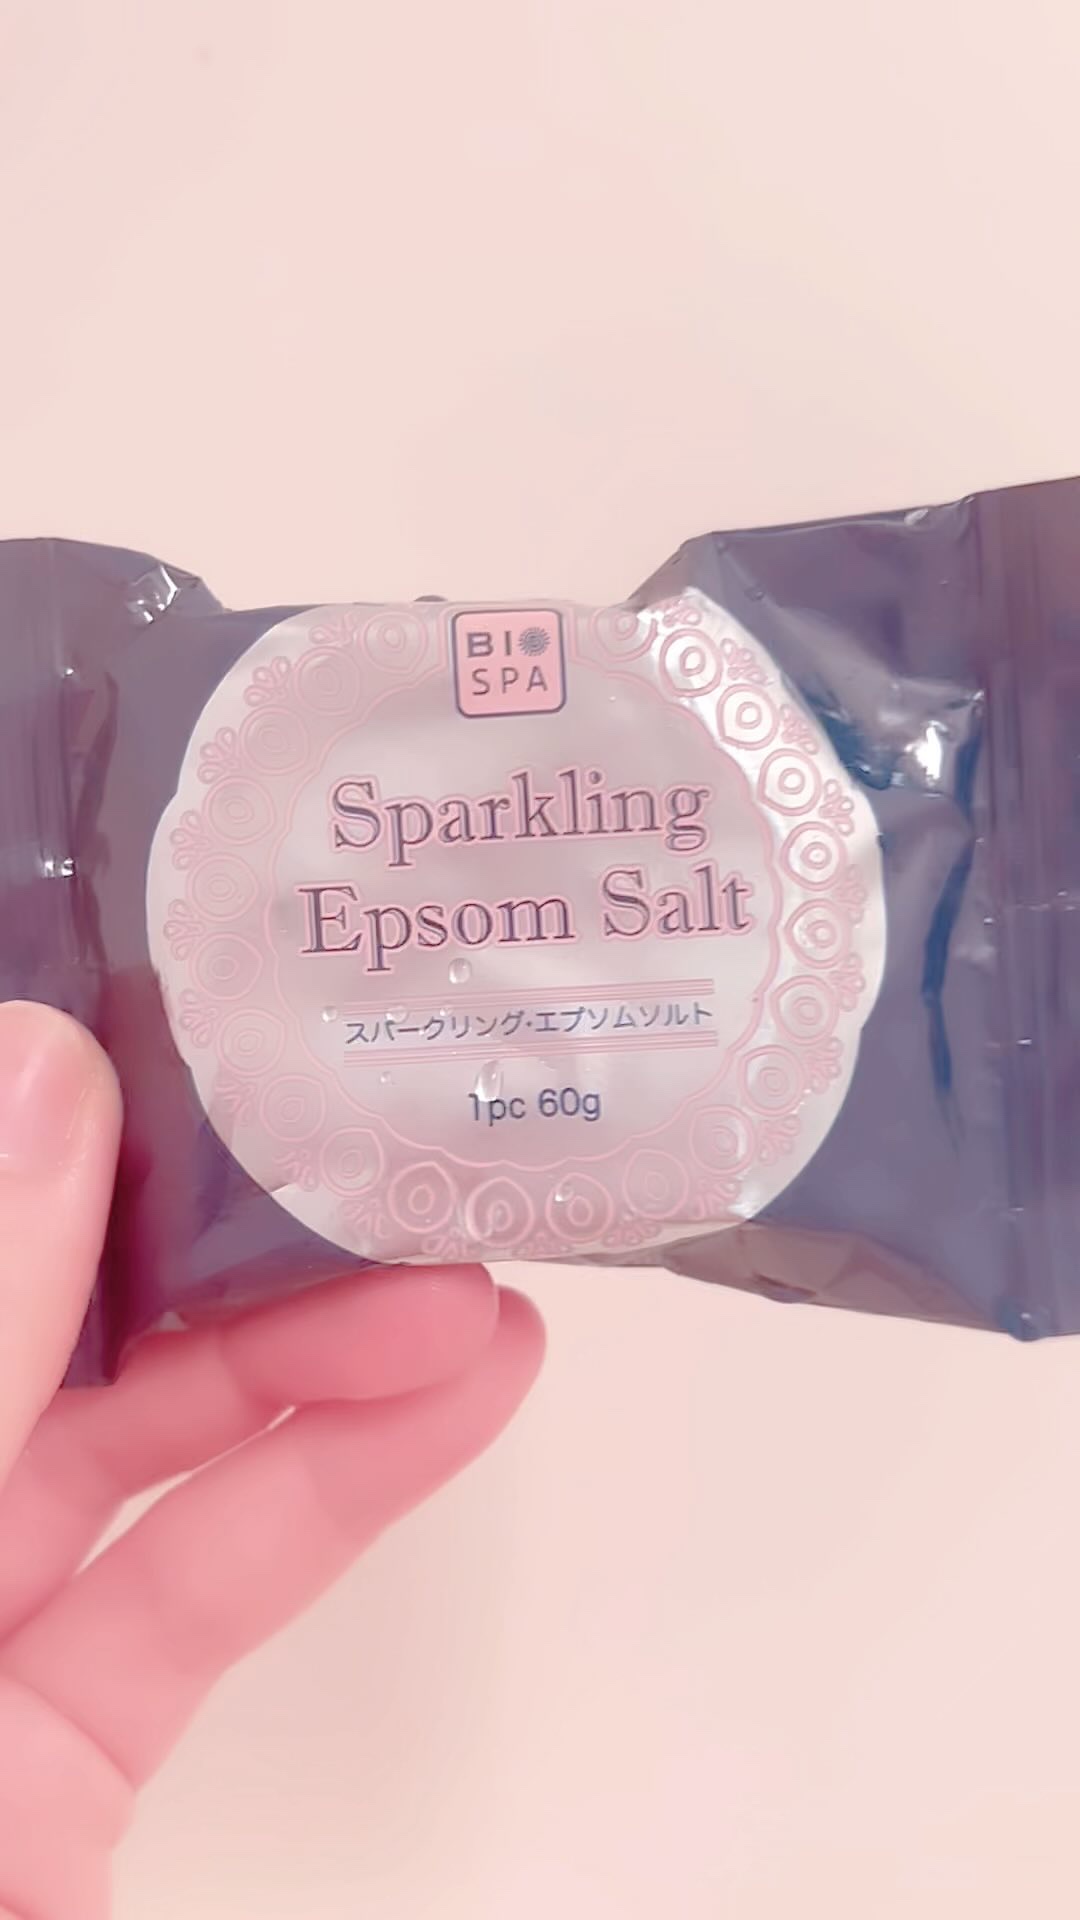 BIO
SPA
Sparkling
Epsom Salt
スパークリング・エプソムソルト
1pc 60g